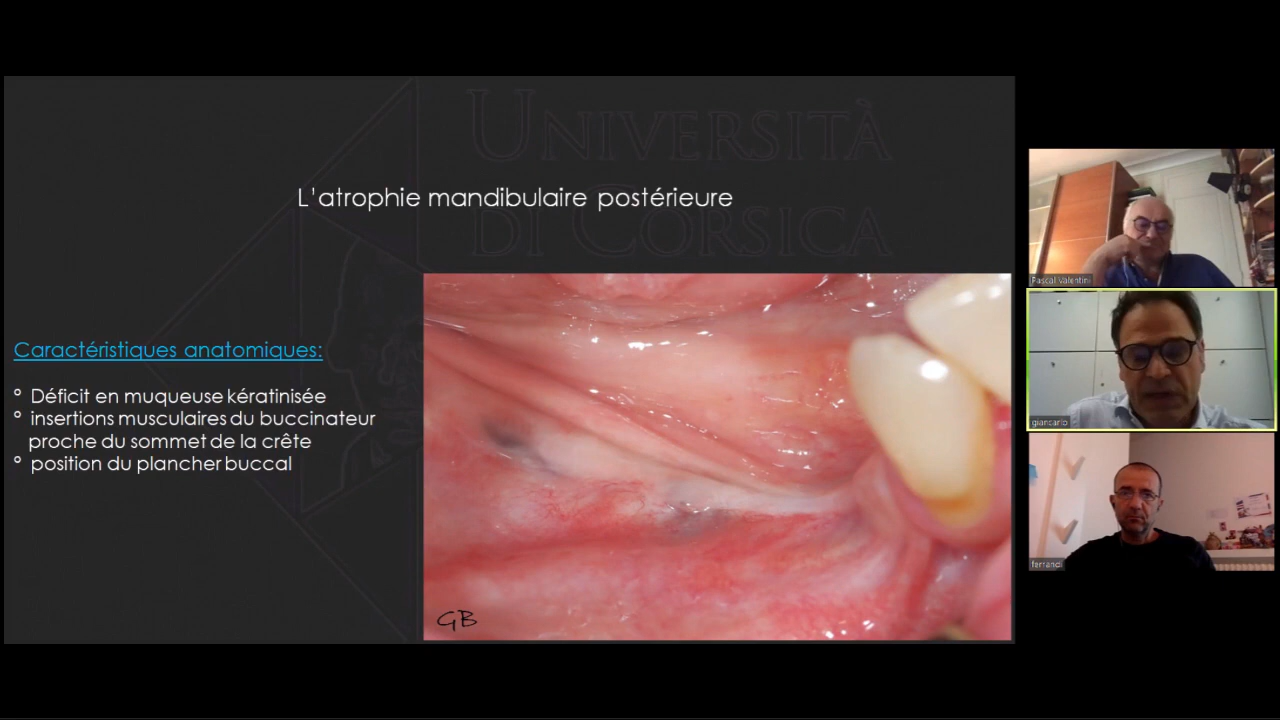 UNIVERSITÀ
DI CORSICA
L'atrophie mandibulaire postérieure
Caractéristiques anatomiques:
° Déficit en muqueuse kératinisée
° insertions musculaires du buccinateur
proche du sommet de la crête
° position du plancher buccal
GB
Pascal Valentini
giancarlo
ferrandi